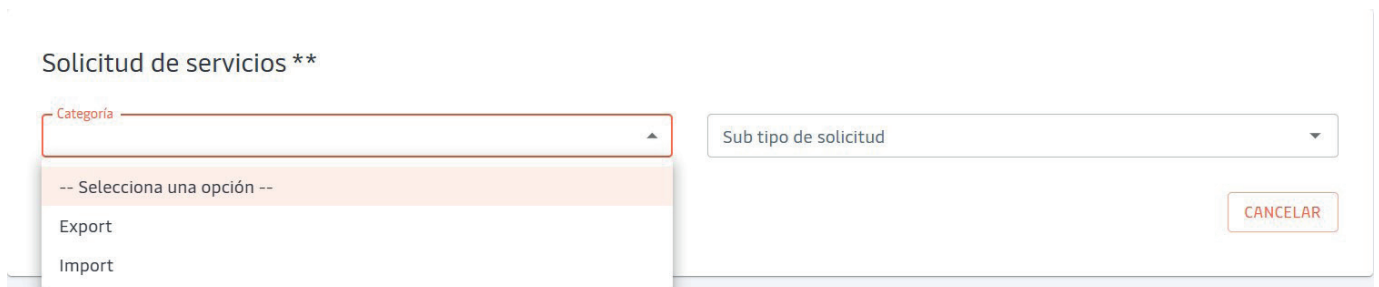 Solicitud de servicios **
Categoría
Sub tipo de solicitud
-- Selecciona una opción --
Export
CANCELAR
Import